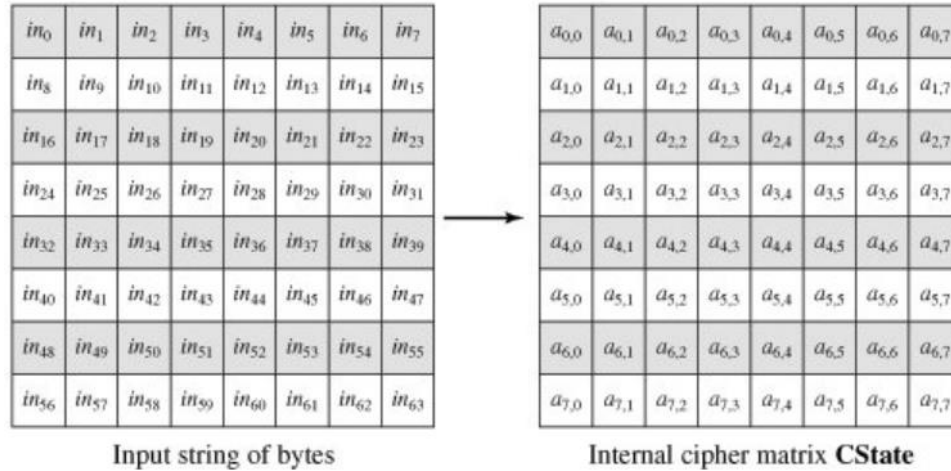 in₀ in₁ in₂ in₃ in₄ in₅ in₆ in₇ a₀,₀ a₀,₁ a₀,₂ a₀,₃ a₀,₄ a₀,₅ a₀,₆ a₀,₇
in₈ in₉ in₁₀ in₁₁ in₁₂ in₁₃ in₁₄ in₁₅ a₁,₀ a₁,₁ a₁,₂ a₁,₃ a₁,₄ a₁,₅ a₁,₆ a₁,₇
in₁₆ in₁₇ in₁₈ in₁₉ in₂₀ in₂₁ in₂₂ in₂₃ a₂,₀ a₂,₁ a₂,₂ a₂,₃ a₂,₄ a₂,₅ a₂,₆ a₂,₇
in₂₄ in₂₅ in₂₆ in₂₇ in₂₈ in₂₉ in₃₀ in₃₁ a₃,₀ a₃,₁ a₃,₂ a₃,₃ a₃,₄ a₃,₅ a₃,₆ a₃,₇
in₃₂ in₃₃ in₃₄ in₃₅ in₃₆ in₃₇ in₃₈ in₃₉ a₄,₀ a₄,₁ a₄,₂ a₄,₃ a₄,₄ a₄,₅ a₄,₆ a₄,₇
in₄₀ in₄₁ in₄₂ in₄₃ in₄₄ in₄₅ in₄₆ in₄₇ a₅,₀ a₅,₁ a₅,₂ a₅,₃ a₅,₄ a₅,₅ a₅,₆ a₅,₇
in₄₈ in₄₉ in₅₀ in₅₁ in₅₂ in₅₃ in₅₄ in₅₅ a₆,₀ a₆,₁ a₆,₂ a₆,₃ a₆,₄ a₆,₅ a₆,₆ a₆,₇
in₅₆ in₅₇ in₅₈ in₅₉ in₆₀ in₆₁ in₆₂ in₆₃ a₇,₀ a₇,₁ a₇,₂ a₇,₃ a₇,₄ a₇,₅ a₇,₆ a₇,₇
Input string of bytes Internal cipher matrix CState